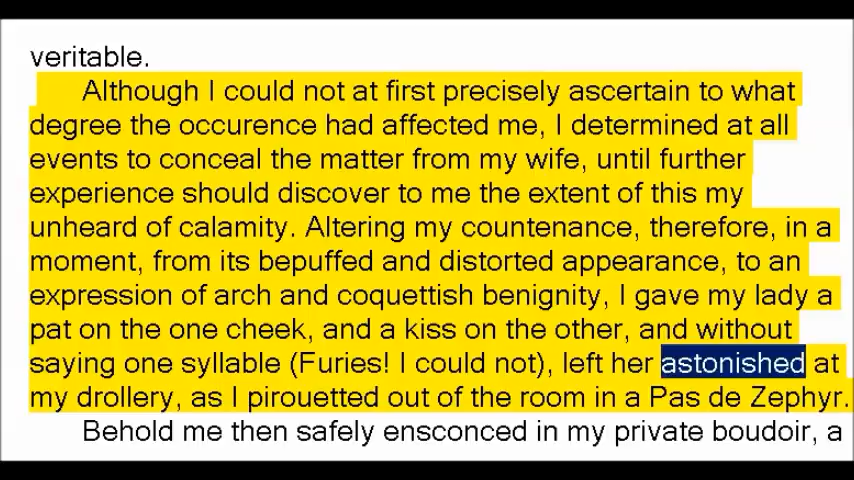 veritable.
Although I could not at first precisely ascertain to what
degree the occurence had affected me, I determined at all
events to conceal the matter from my wife, until further
experience should discover to me the extent of this my
unheard of calamity. Altering my countenance, therefore, in a
moment, from its bepuffed and distorted appearance, to an
expression of arch and coquettish benignity, I gave my lady a
pat on the one cheek, and a kiss on the other, and without
saying one syllable (Furies! I could not), left her astonished at
my drollery, as I pirouetted out of the room in a Pas de Zephyr.
Behold me then safely ensconced in my private boudoir, a